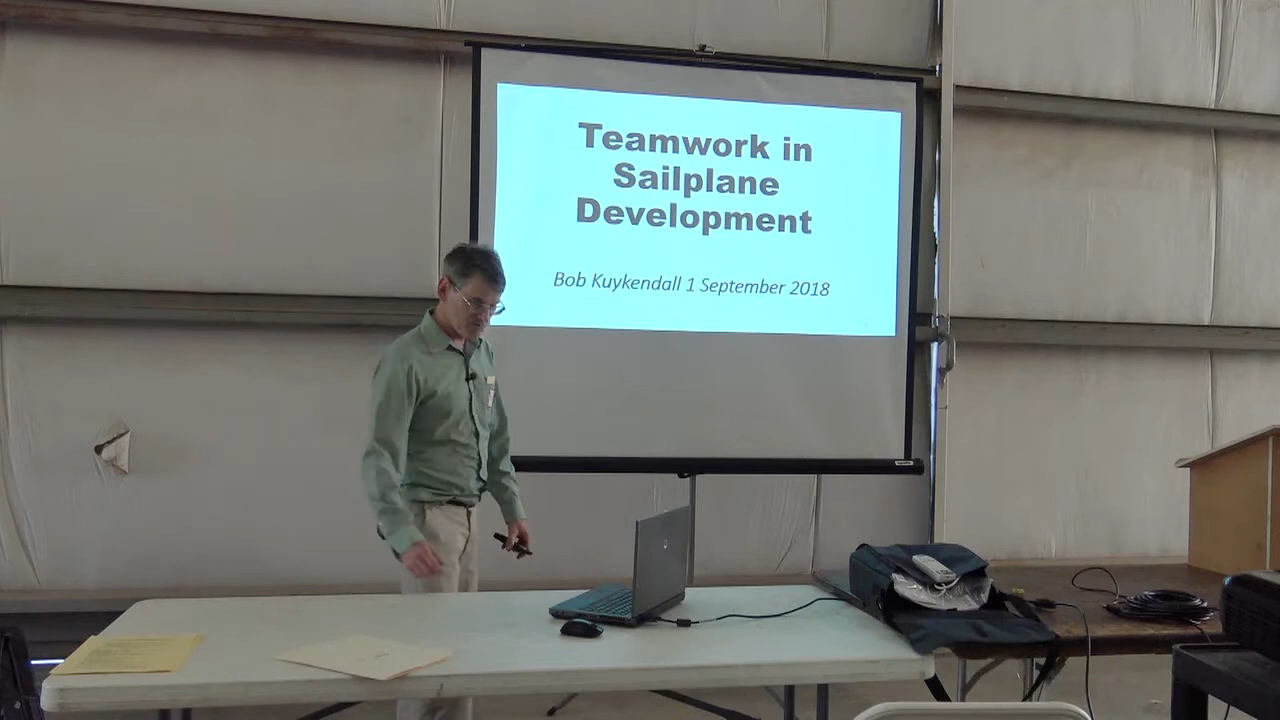 Teamwork in
Sailplane
Development
Bob Kuykendall 1 September 2018